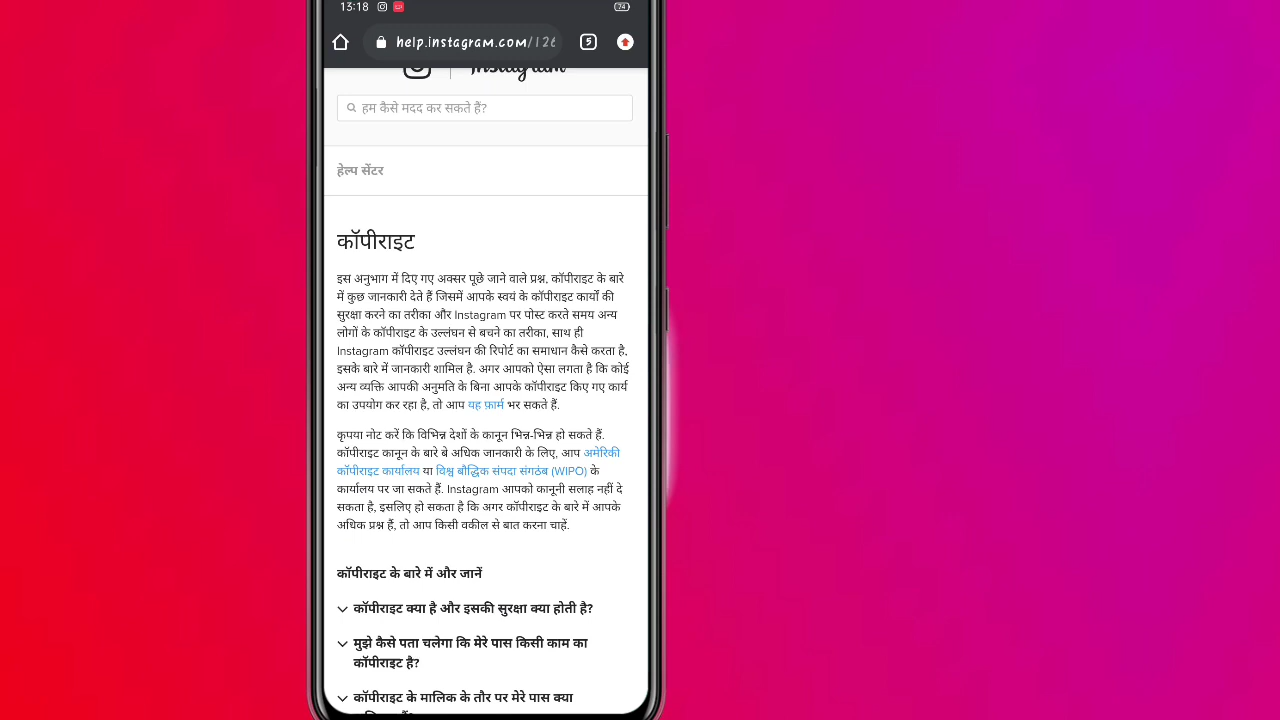 13:18
74
help.instagram.com/126
5
Instagram
हम कैसे मदद कर सकते हैं?
हेल्प सेंटर
कॉपीराइट
इस अनुभाग में दिए गए अक्सर पूछे जाने वाले प्रश्न, कॉपीराइट के बारे
में कुछ जानकारी देते हैं जिसमें आपके स्वयं के कॉपीराइट कार्यों की
सुरक्षा करने का तरीका और Instagram पर पोस्ट करते समय अन्य
लोगों के कॉपीराइट के उल्लंघन से बचने का तरीका, साथ ही
Instagram कॉपीराइट उल्लंघन की रिपोर्ट का समाधान कैसे करता है,
इसके बारे में जानकारी शामिल है. अगर आपको ऐसा लगता है कि कोई
अन्य व्यक्ति आपकी अनुमति के बिना आपके कॉपीराइट किए गए कार्य
का उपयोग कर रहा है, तो आप यह फ़ार्म भर सकते हैं.
कृपया नोट करें कि विभिन्न देशों के कानून भिन्न-भिन्न हो सकते हैं.
कॉपीराइट कानून के बारे बे अधिक जानकारी के लिए, आप अमेरिकी
कॉपीराइट कार्यालय या विश्व बौद्धिक संपदा संगठंब (WIPO) के
कार्यालय पर जा सकते हैं. Instagram आपको कानूनी सलाह नहीं दे
सकता है, इसलिए हो सकता है कि अगर कॉपीराइट के बारे में आपके
अधिक प्रश्न हैं, तो आप किसी वकील से बात करना चाहें.
कॉपीराइट के बारे में और जानें
कॉपीराइट क्या है और इसकी सुरक्षा क्या होती है?
मुझे कैसे पता चलेगा कि मेरे पास किसी काम का
कॉपीराइट है?
कॉपीराइट के मालिक के तौर पर मेरे पास क्या